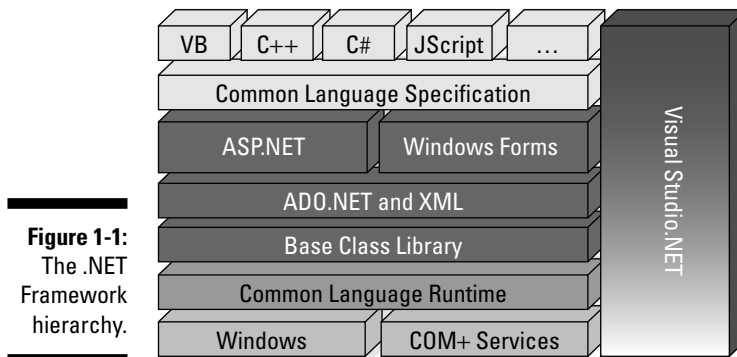 VB C++ C# JScript ...
Common Language Specification
ASP.NET Windows Forms
ADO.NET and XML
Base Class Library
Common Language Runtime
Windows COM+ Services
Visual Studio.NET
Figure 1-1:
The .NET
Framework
hierarchy.